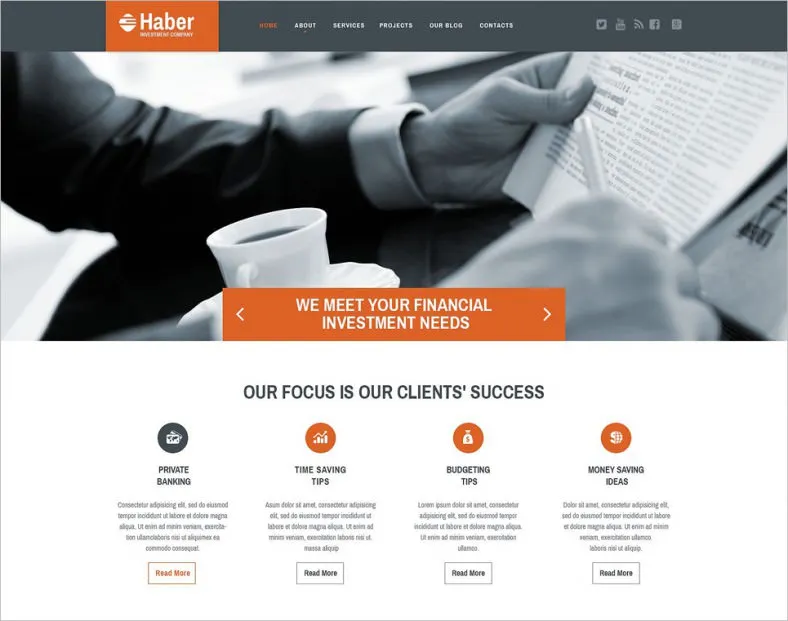 Haber
INVESTMENT COMPANY
HOME ABOUT SERVICES PROJECTS OUR BLOG CONTACTS
WE MEET YOUR FINANCIAL
INVESTMENT NEEDS
OUR FOCUS IS OUR CLIENTS' SUCCESS
PRIVATE
BANKING
Consectetur adipisicing elit, sed do eiusmod
tempor incididunt ut labore et dolore magna
aliqua. Ut enim ad minim veniam, exercita-
tion ullamclaboris nisi ut aliquimex ea
commodo consequat.
Read More
TIME SAVING
TIPS
Asum dolor sit amet, consectetur adipisicing
elit, sed do eiusmod tempor incididunt ut
labore et dolore magna aliqua. Ut enim ad
minim veniam, exercitation laboris nisi ut
massa aliquip
Read More
BUDGETING
TIPS
Lorem ipsum dolor sit amet, consectetur
adipisicing elit, sed do eiusmod tempor
incididunt ut labore et dolore magna aliqua.
Ut enim ad minim veniam, exercitation
ullamco.
Read More
MONEY SAVING
IDEAS
Dolor sit amet, consectetur adipisicing elit,
sed do eiusmod tempor incididunt ut labore
et dolore magna aliqua. Ut enim ad minim
veniam, exercitation ullamco
laboris nisi ut aliquip.
Read More